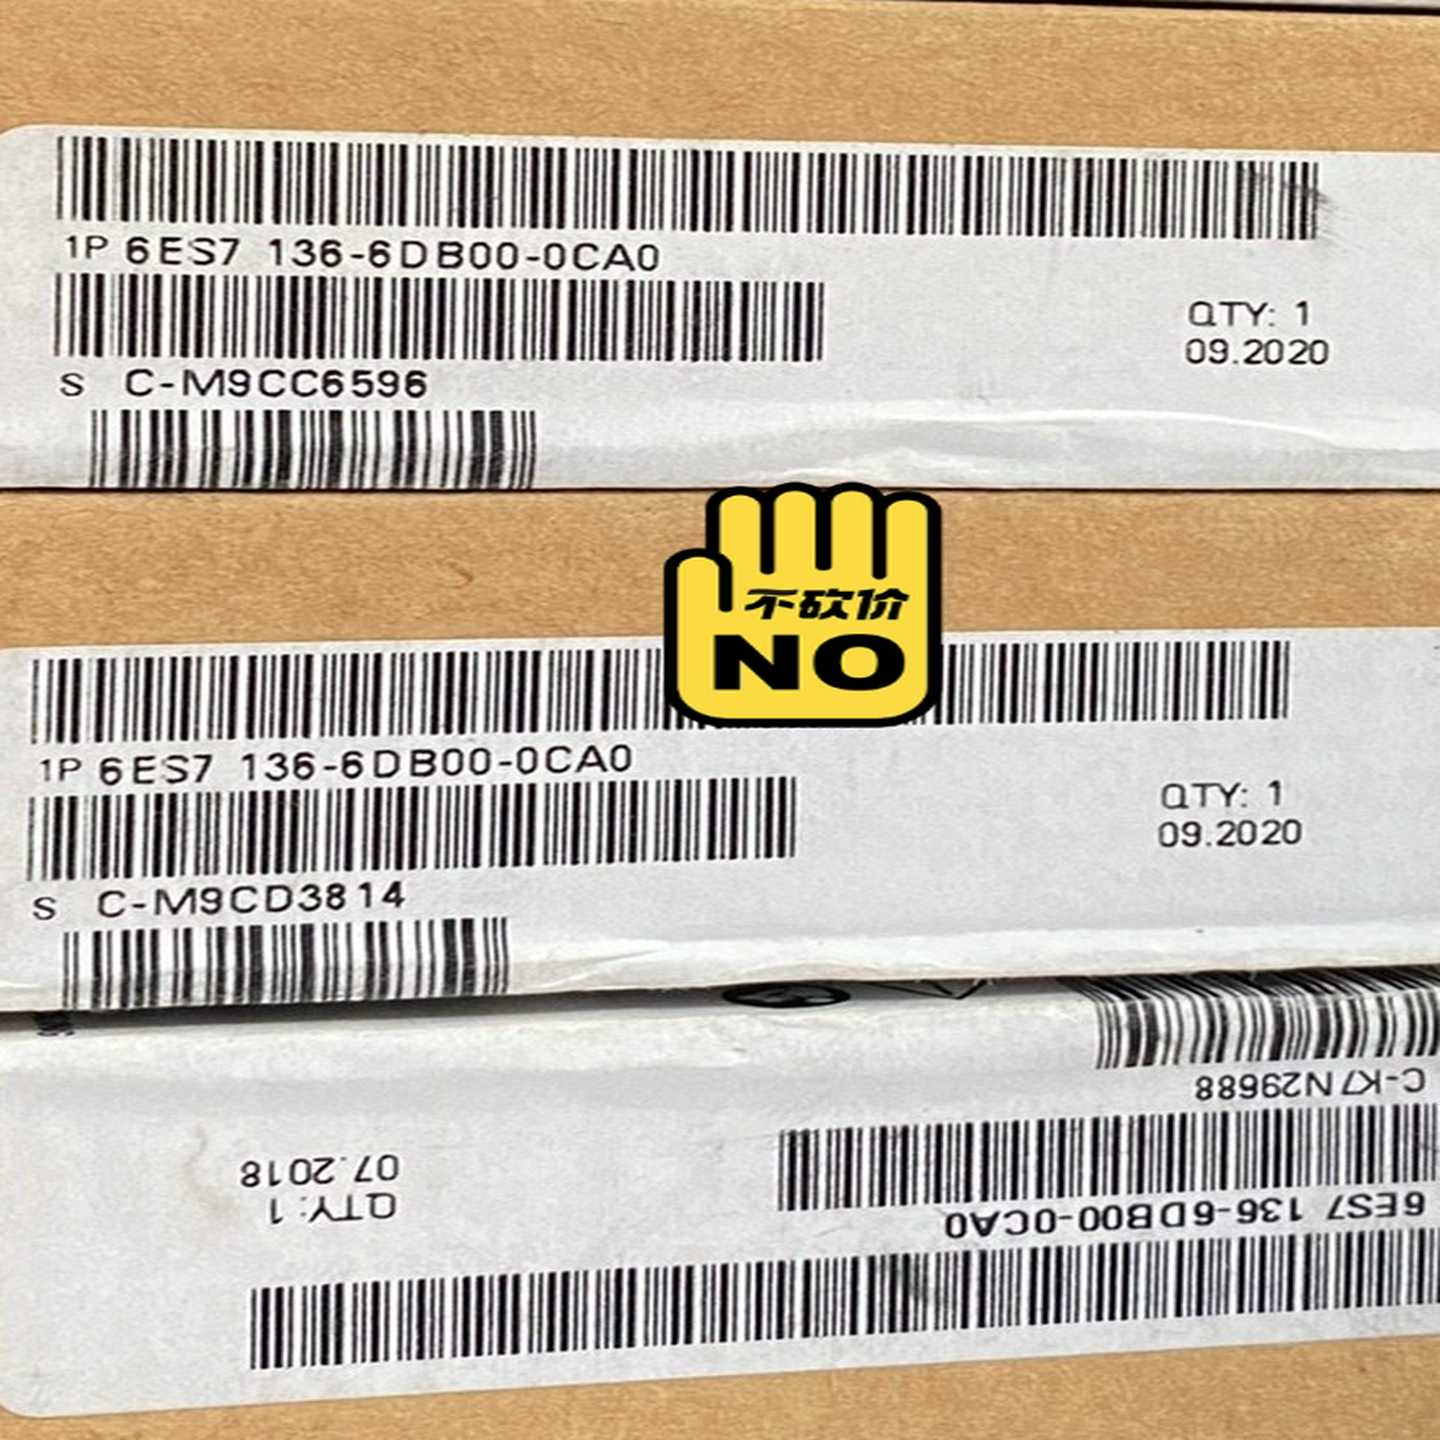 1P 6ES7 136-6DB00-0CA0
QTY: 1
09.2020
S C-M9CC6596
不砍价
NO
1P 6ES7 136-6DB00-0CA0
QTY: 1
09.2020
S C-M9CD3814
6ES7 136-6DB00-0CA0
QTY: 1
07.2018
C-K7N29688